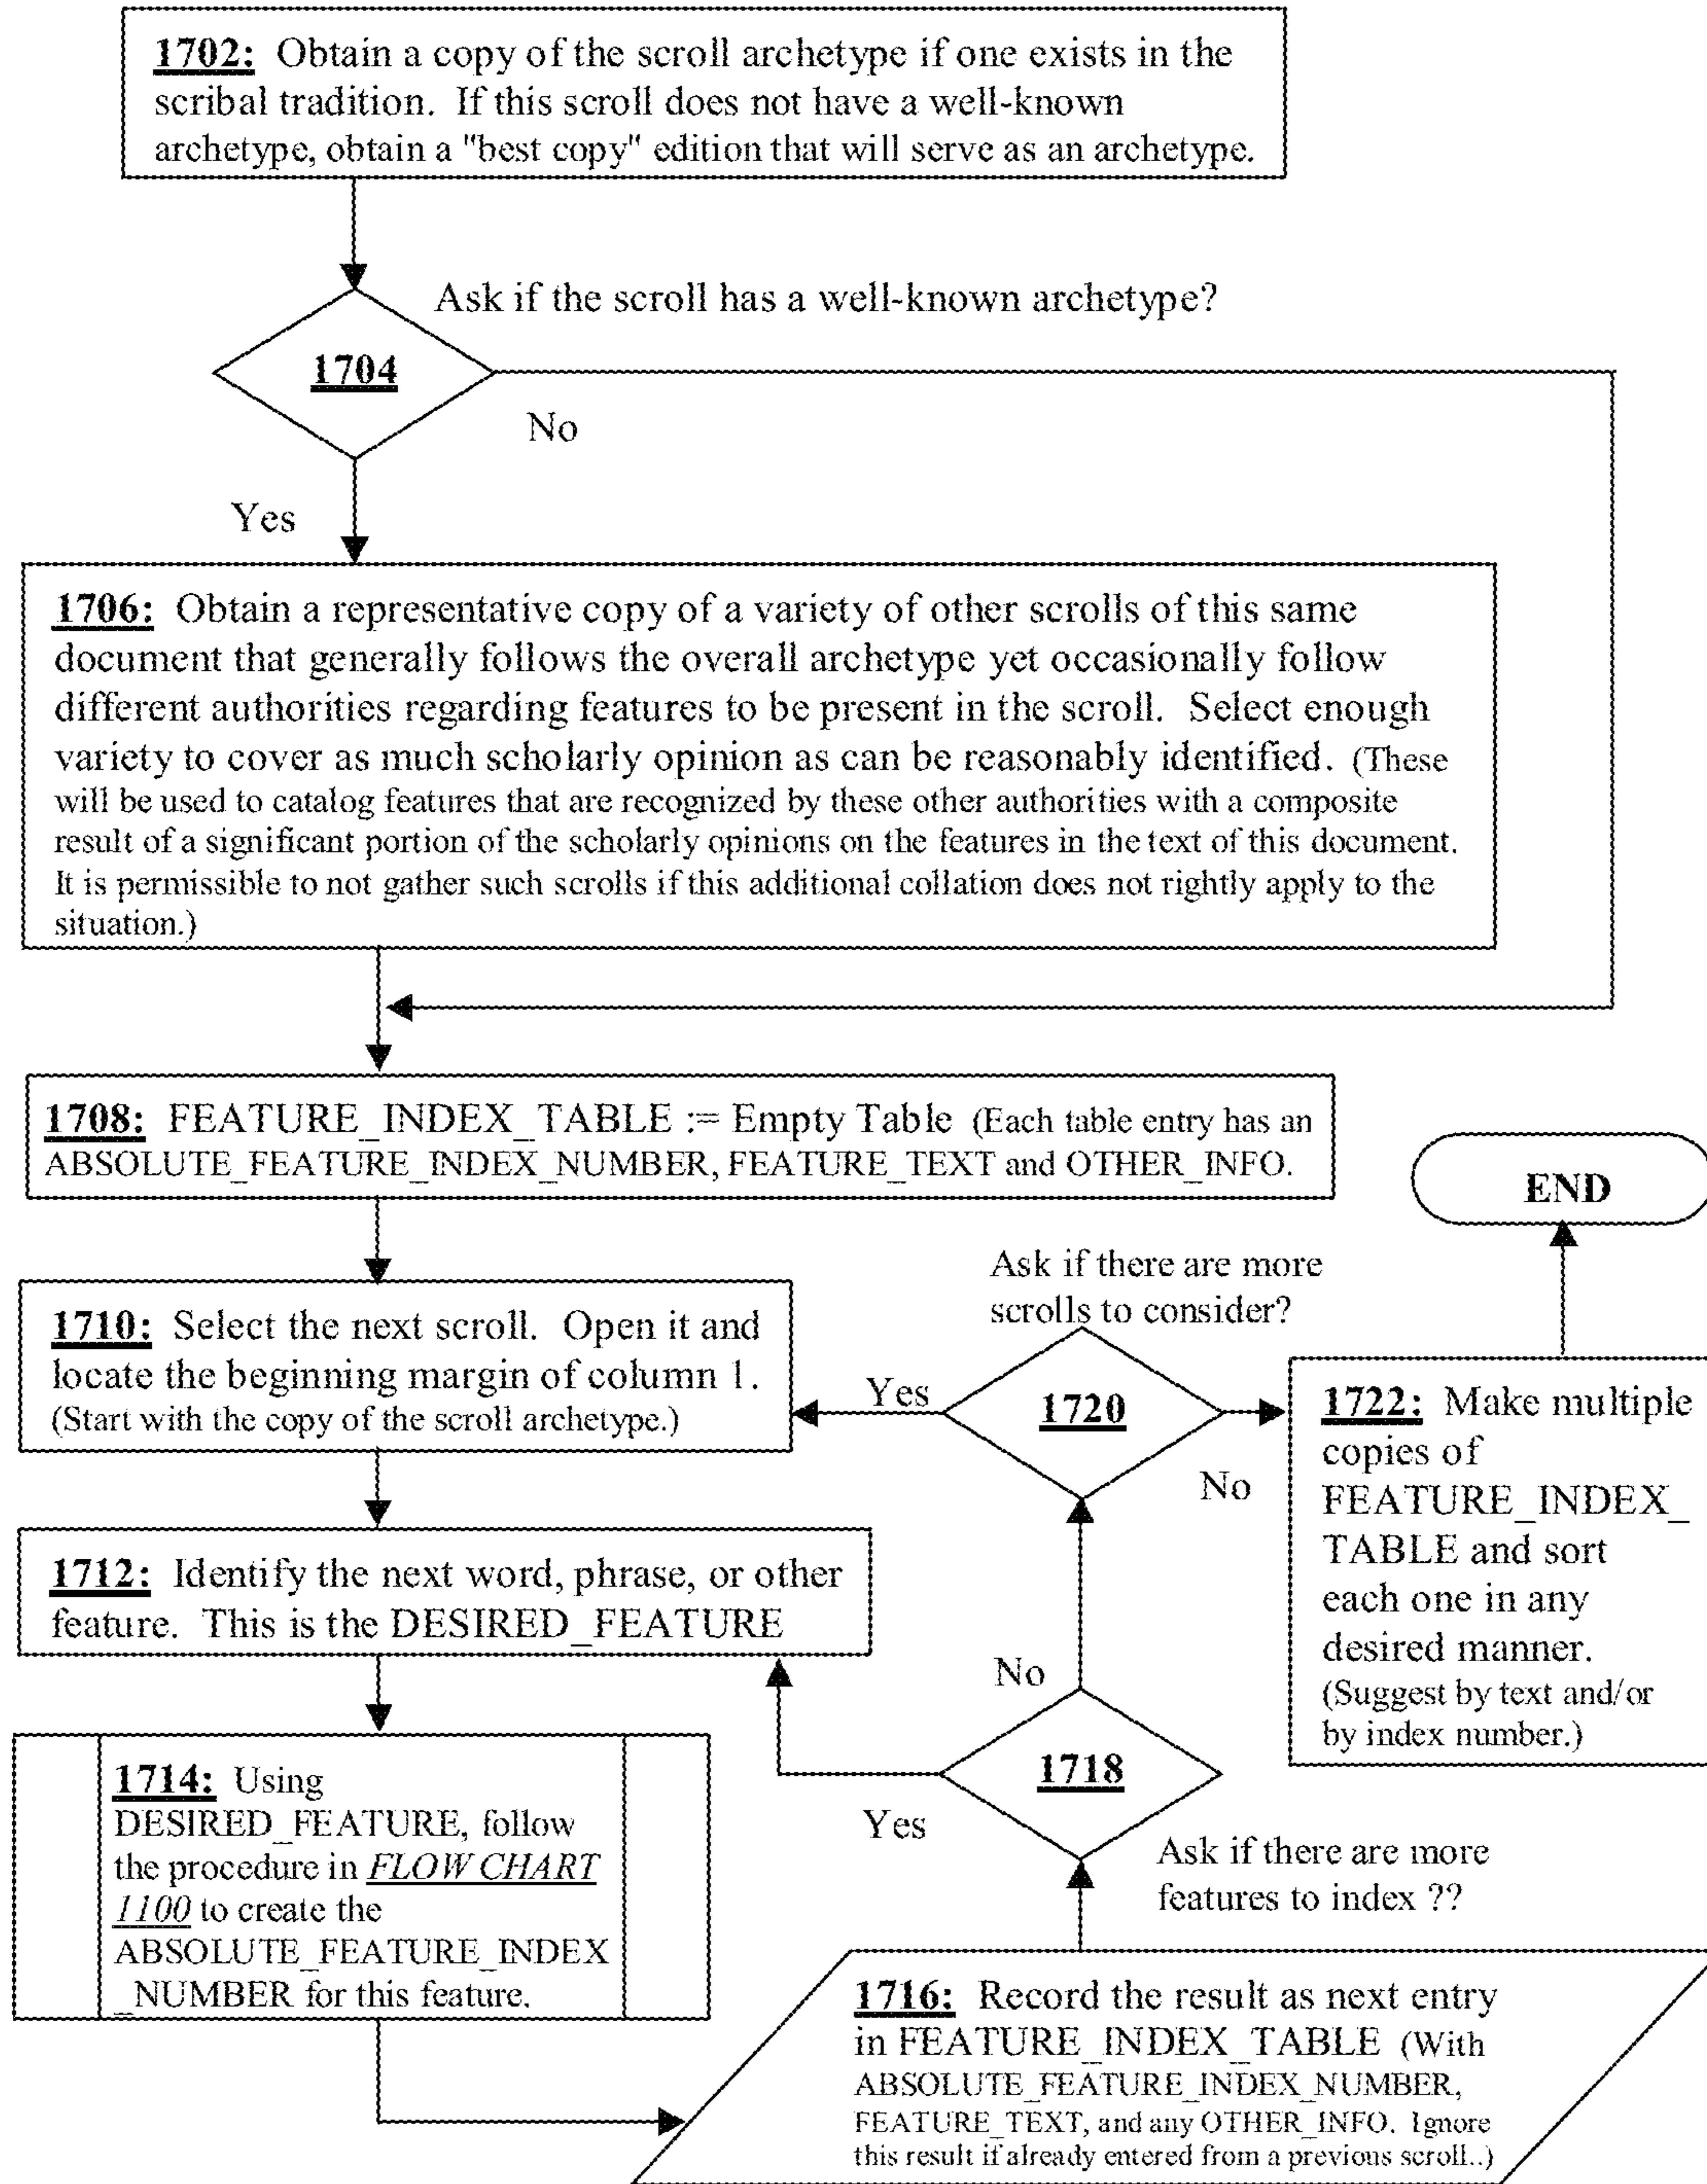 1702: Obtain a copy of the scroll archetype if one exists in the
scribal tradition. If this scroll does not have a well-known
archetype, obtain a "best copy" edition that will serve as an archetype.
Ask if the scroll has a well-known archetype?
1704
No
Yes
1706: Obtain a representative copy of a variety of other scrolls of this same
document that generally follows the overall archetype yet occasionally follow
different authorities regarding features to be present in the scroll. Select enough
variety to cover as much scholarly opinion as can be reasonably identified. (These
will be used to catalog features that are recognized by these other authorities with a composite
result of a significant portion of the scholarly opinions on the features in the text of this document.
It is permissible to not gather such scrolls if this additional collation does not rightly apply to the
situation.)
1708: FEATURE_INDEX_TABLE := Empty Table (Each table entry has an
ABSOLUTE_FEATURE_INDEX_NUMBER, FEATURE_TEXT and OTHER_INFO.
END
1710: Select the next scroll. Open it and
locate the beginning margin of column 1.
(Start with the copy of the scroll archetype.)
Ask if there are more
scrolls to consider?
Yes
1720
No
1722: Make multiple
copies of
FEATURE_INDEX_
TABLE and sort
each one in any
desired manner.
(Suggest by text and/or
by index number.)
1712: Identify the next word, phrase, or other
feature. This is the DESIRED_FEATURE
No
1718
Yes
Ask if there are more
features to index ??
1714: Using
DESIRED_FEATURE, follow
the procedure in FLOW CHART
1100 to create the
ABSOLUTE_FEATURE_INDEX
_NUMBER for this feature.
1716: Record the result as next entry
in FEATURE_INDEX_TABLE (With
ABSOLUTE_FEATURE_INDEX_NUMBER,
FEATURE_TEXT, and any OTHER_INFO. Ignore
this result if already entered from a previous scroll..)